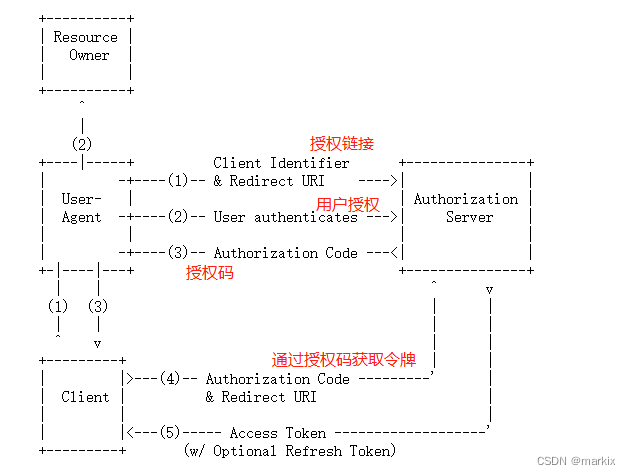 Resource
Owner
(2)
授权链接
Client Identifier
(1)
& Redirect URI
User-
Agent
用户授权
Authorization
Server
(2)
User authenticates
(3)
Authorization Code
授权码
(1)
(3)
通过授权码获取令牌
(4)
Authorization Code
Client
& Redirect URI
(5)
Access Token
(w/ Optional Refresh Token)
CSDN @markix